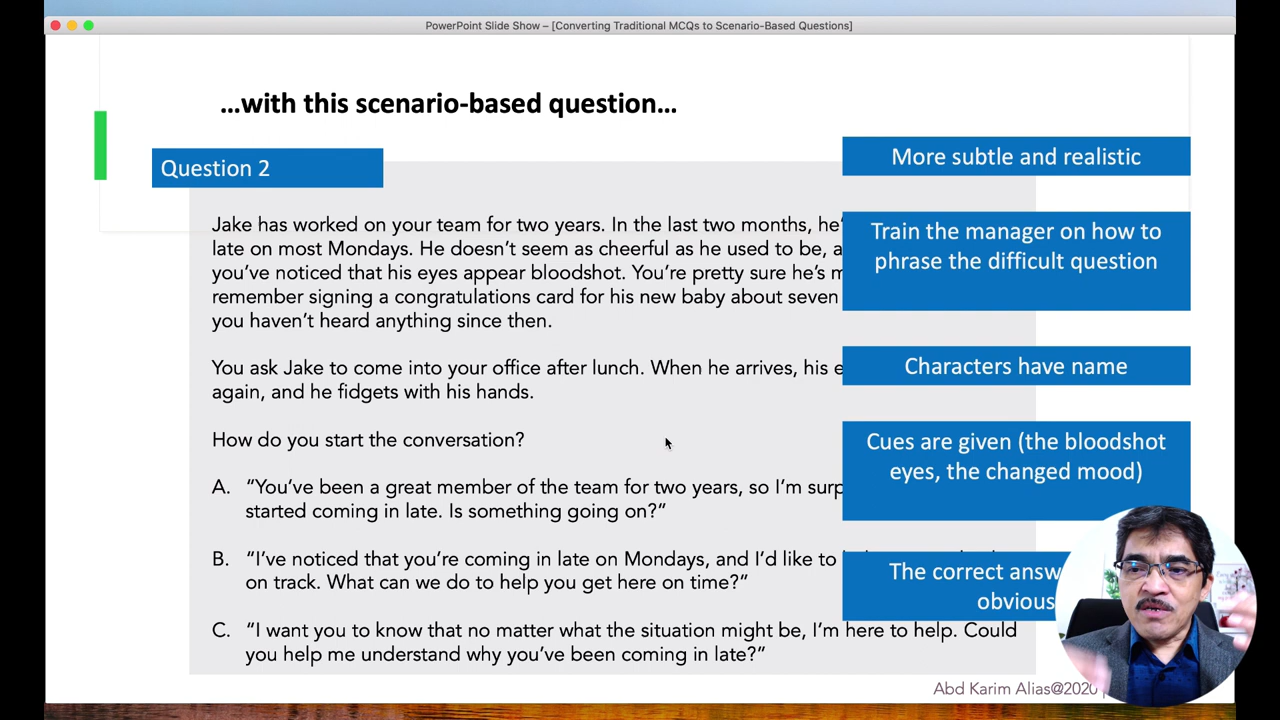 PowerPoint Slide Show – [Converting Traditional MCQs to Scenario-Based Questions]
...with this scenario-based question...
Question 2
Jake has worked on your team for two years. In the last two months, he'
late on most Mondays. He doesn't seem as cheerful as he used to be, a
you've noticed that his eyes appear bloodshot. You're pretty sure he's m
remember signing a congratulations card for his new baby about seven
you haven't heard anything since then.
You ask Jake to come into your office after lunch. When he arrives, his e
again, and he fidgets with his hands.
How do you start the conversation?
A. "You've been a great member of the team for two years, so I'm surp
started coming in late. Is something going on?"
B. "I've noticed that you're coming in late on Mondays, and I'd like to
on track. What can we do to help you get here on time?"
C. "I want you to know that no matter what the situation might be, I'm here to help. Could
you help me understand why you've been coming in late?"
More subtle and realistic
Train the manager on how to
phrase the difficult question
Characters have name
Cues are given (the bloodshot
eyes, the changed mood)
The correct answ
obvious
Abd Karim Alias@2020